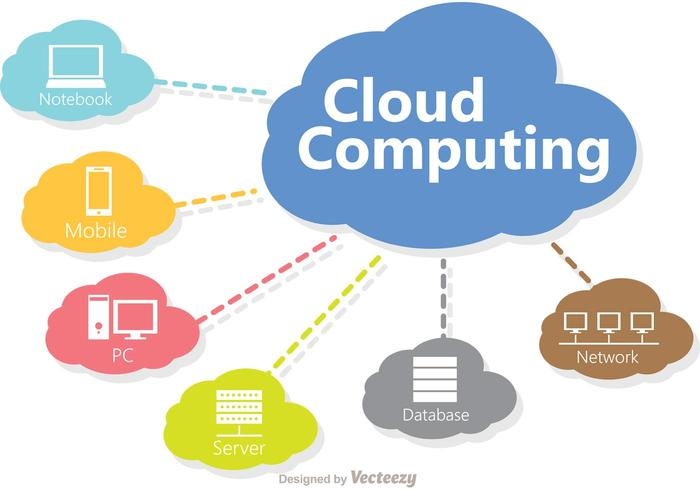 Cloud
Computing
Notebook
Mobile
PC
Server
Database
Network
Designed by Vecteezy